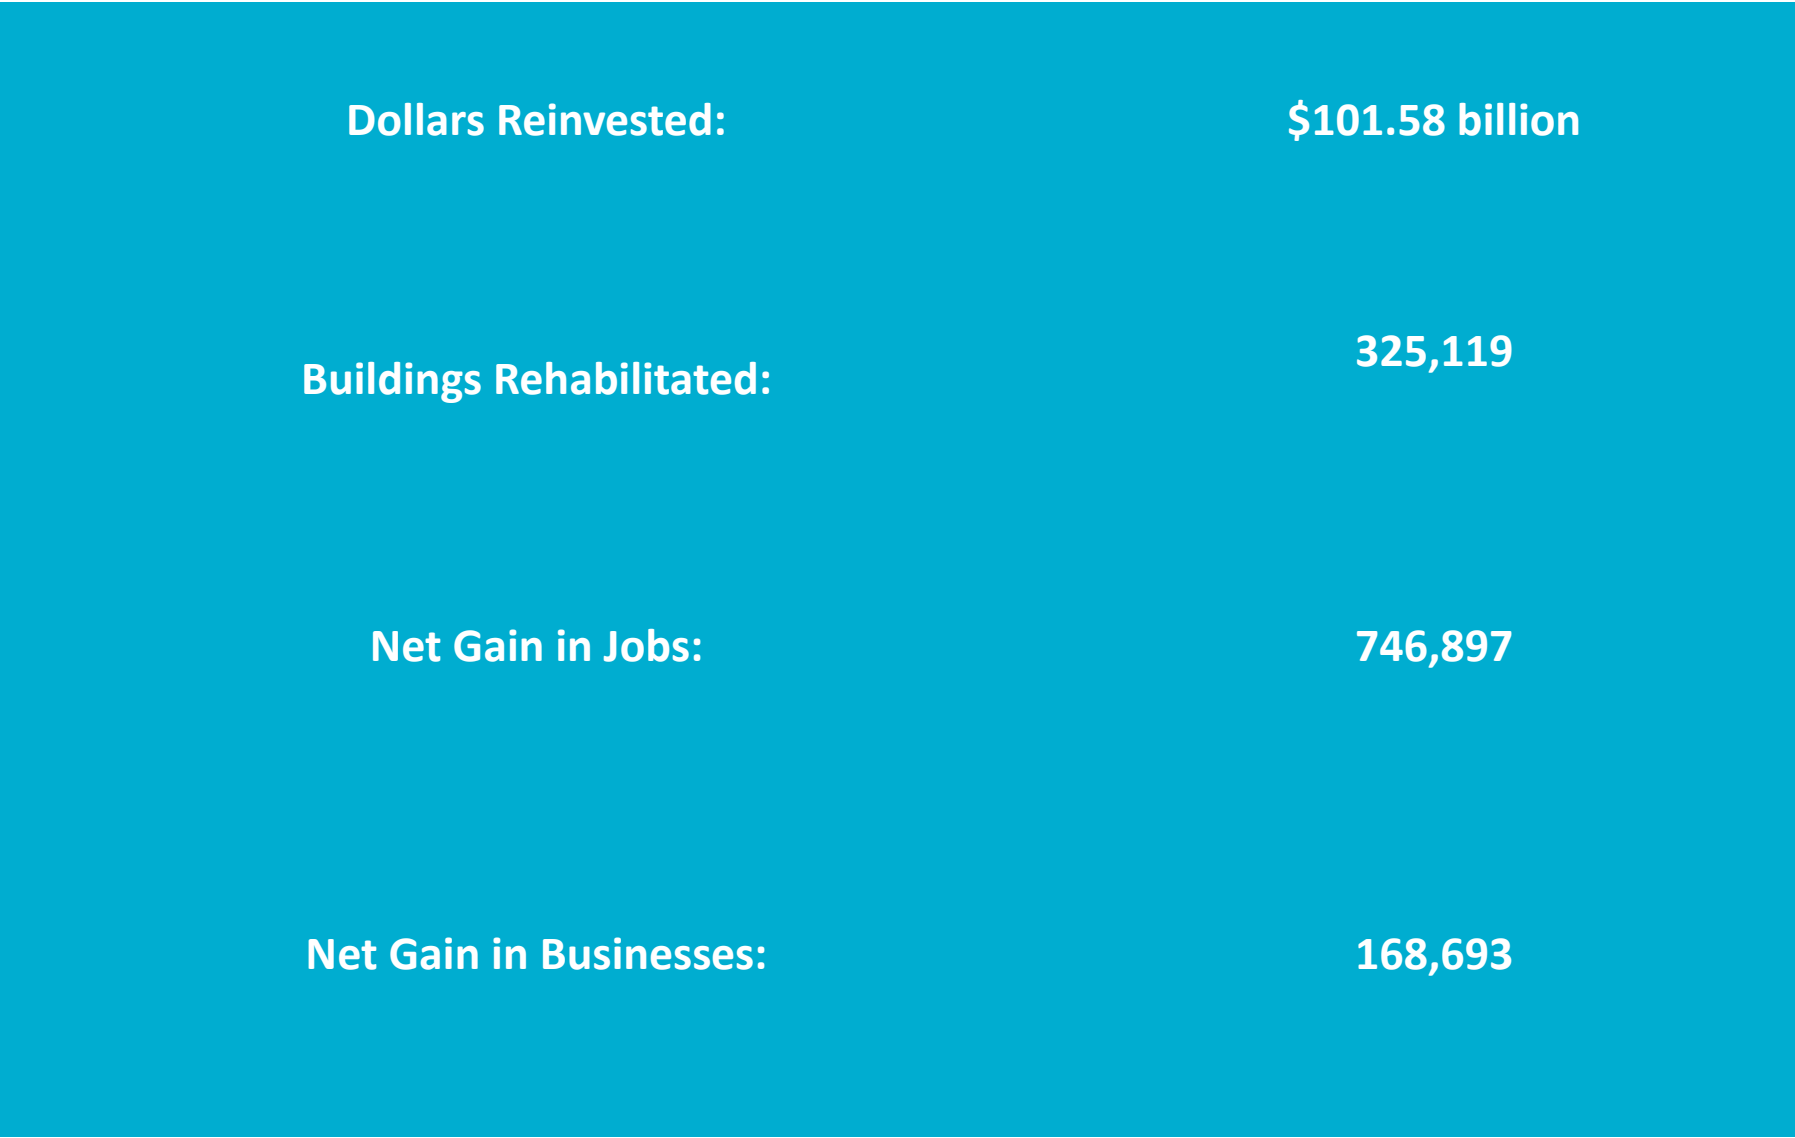 Dollars Reinvested: $101.58 billion
Buildings Rehabilitated: 325,119
Net Gain in Jobs: 746,897
Net Gain in Businesses: 168,693